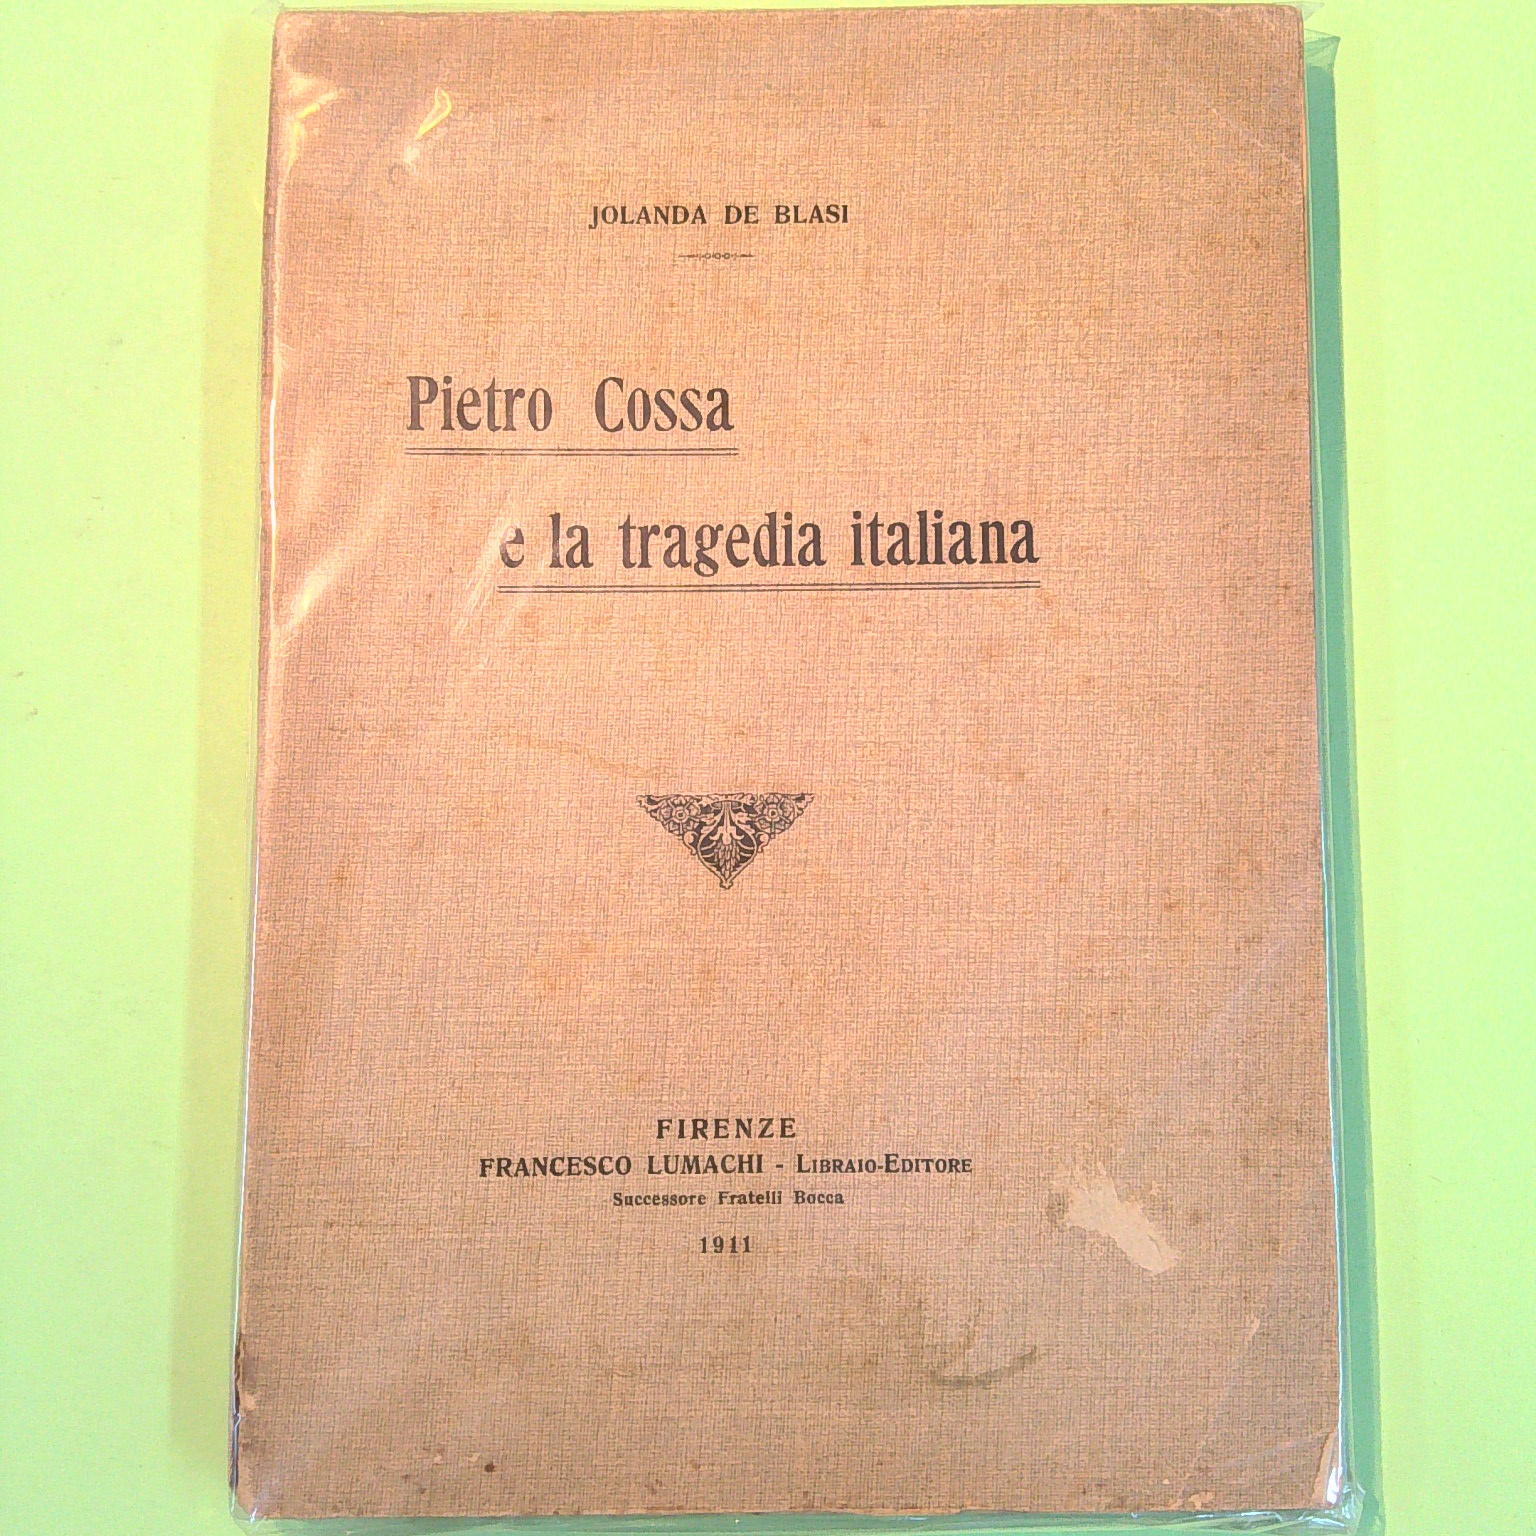 JOLANDA DE BLASI
Pietro Cossa
e la tragedia italiana
FIRENZE
FRANCESCO LUMACHI - LIBRAIO-EDITORE
Successore Fratelli Bocca
1911